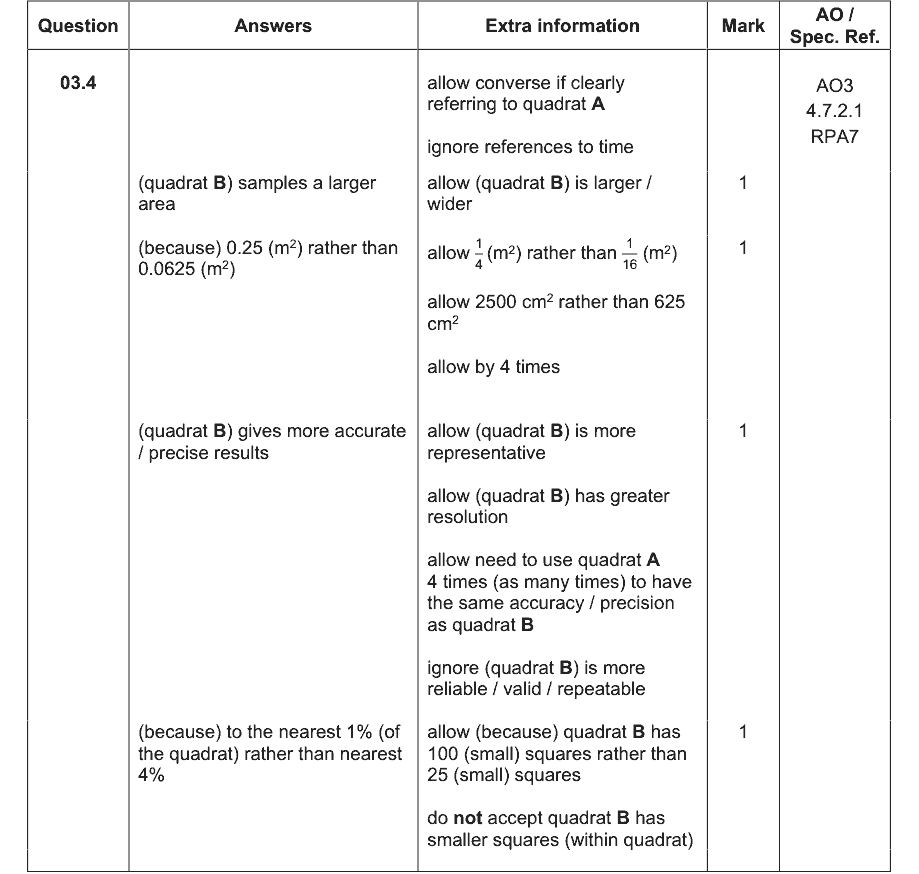 Question Answers Extra information Mark AO /
Spec. Ref.
03.4 allow converse if clearly
referring to quadrat A
ignore references to time
AO3
4.7.2.1
RPA7
(quadrat B) samples a larger
area
allow (quadrat B) is larger /
wider
1
(because) 0.25 (m²) rather than
0.0625 (m²)
allow 1/4 (m²) rather than 1/16 (m²)
allow 2500 cm² rather than 625
cm²
allow by 4 times
1
(quadrat B) gives more accurate
/ precise results
allow (quadrat B) is more
representative
allow (quadrat B) has greater
resolution
allow need to use quadrat A
4 times (as many times) to have
the same accuracy / precision
as quadrat B
ignore (quadrat B) is more
reliable / valid / repeatable
1
(because) to the nearest 1% (of
the quadrat) rather than nearest
4%
allow (because) quadrat B has
100 (small) squares rather than
25 (small) squares
do not accept quadrat B has
smaller squares (within quadrat)
1